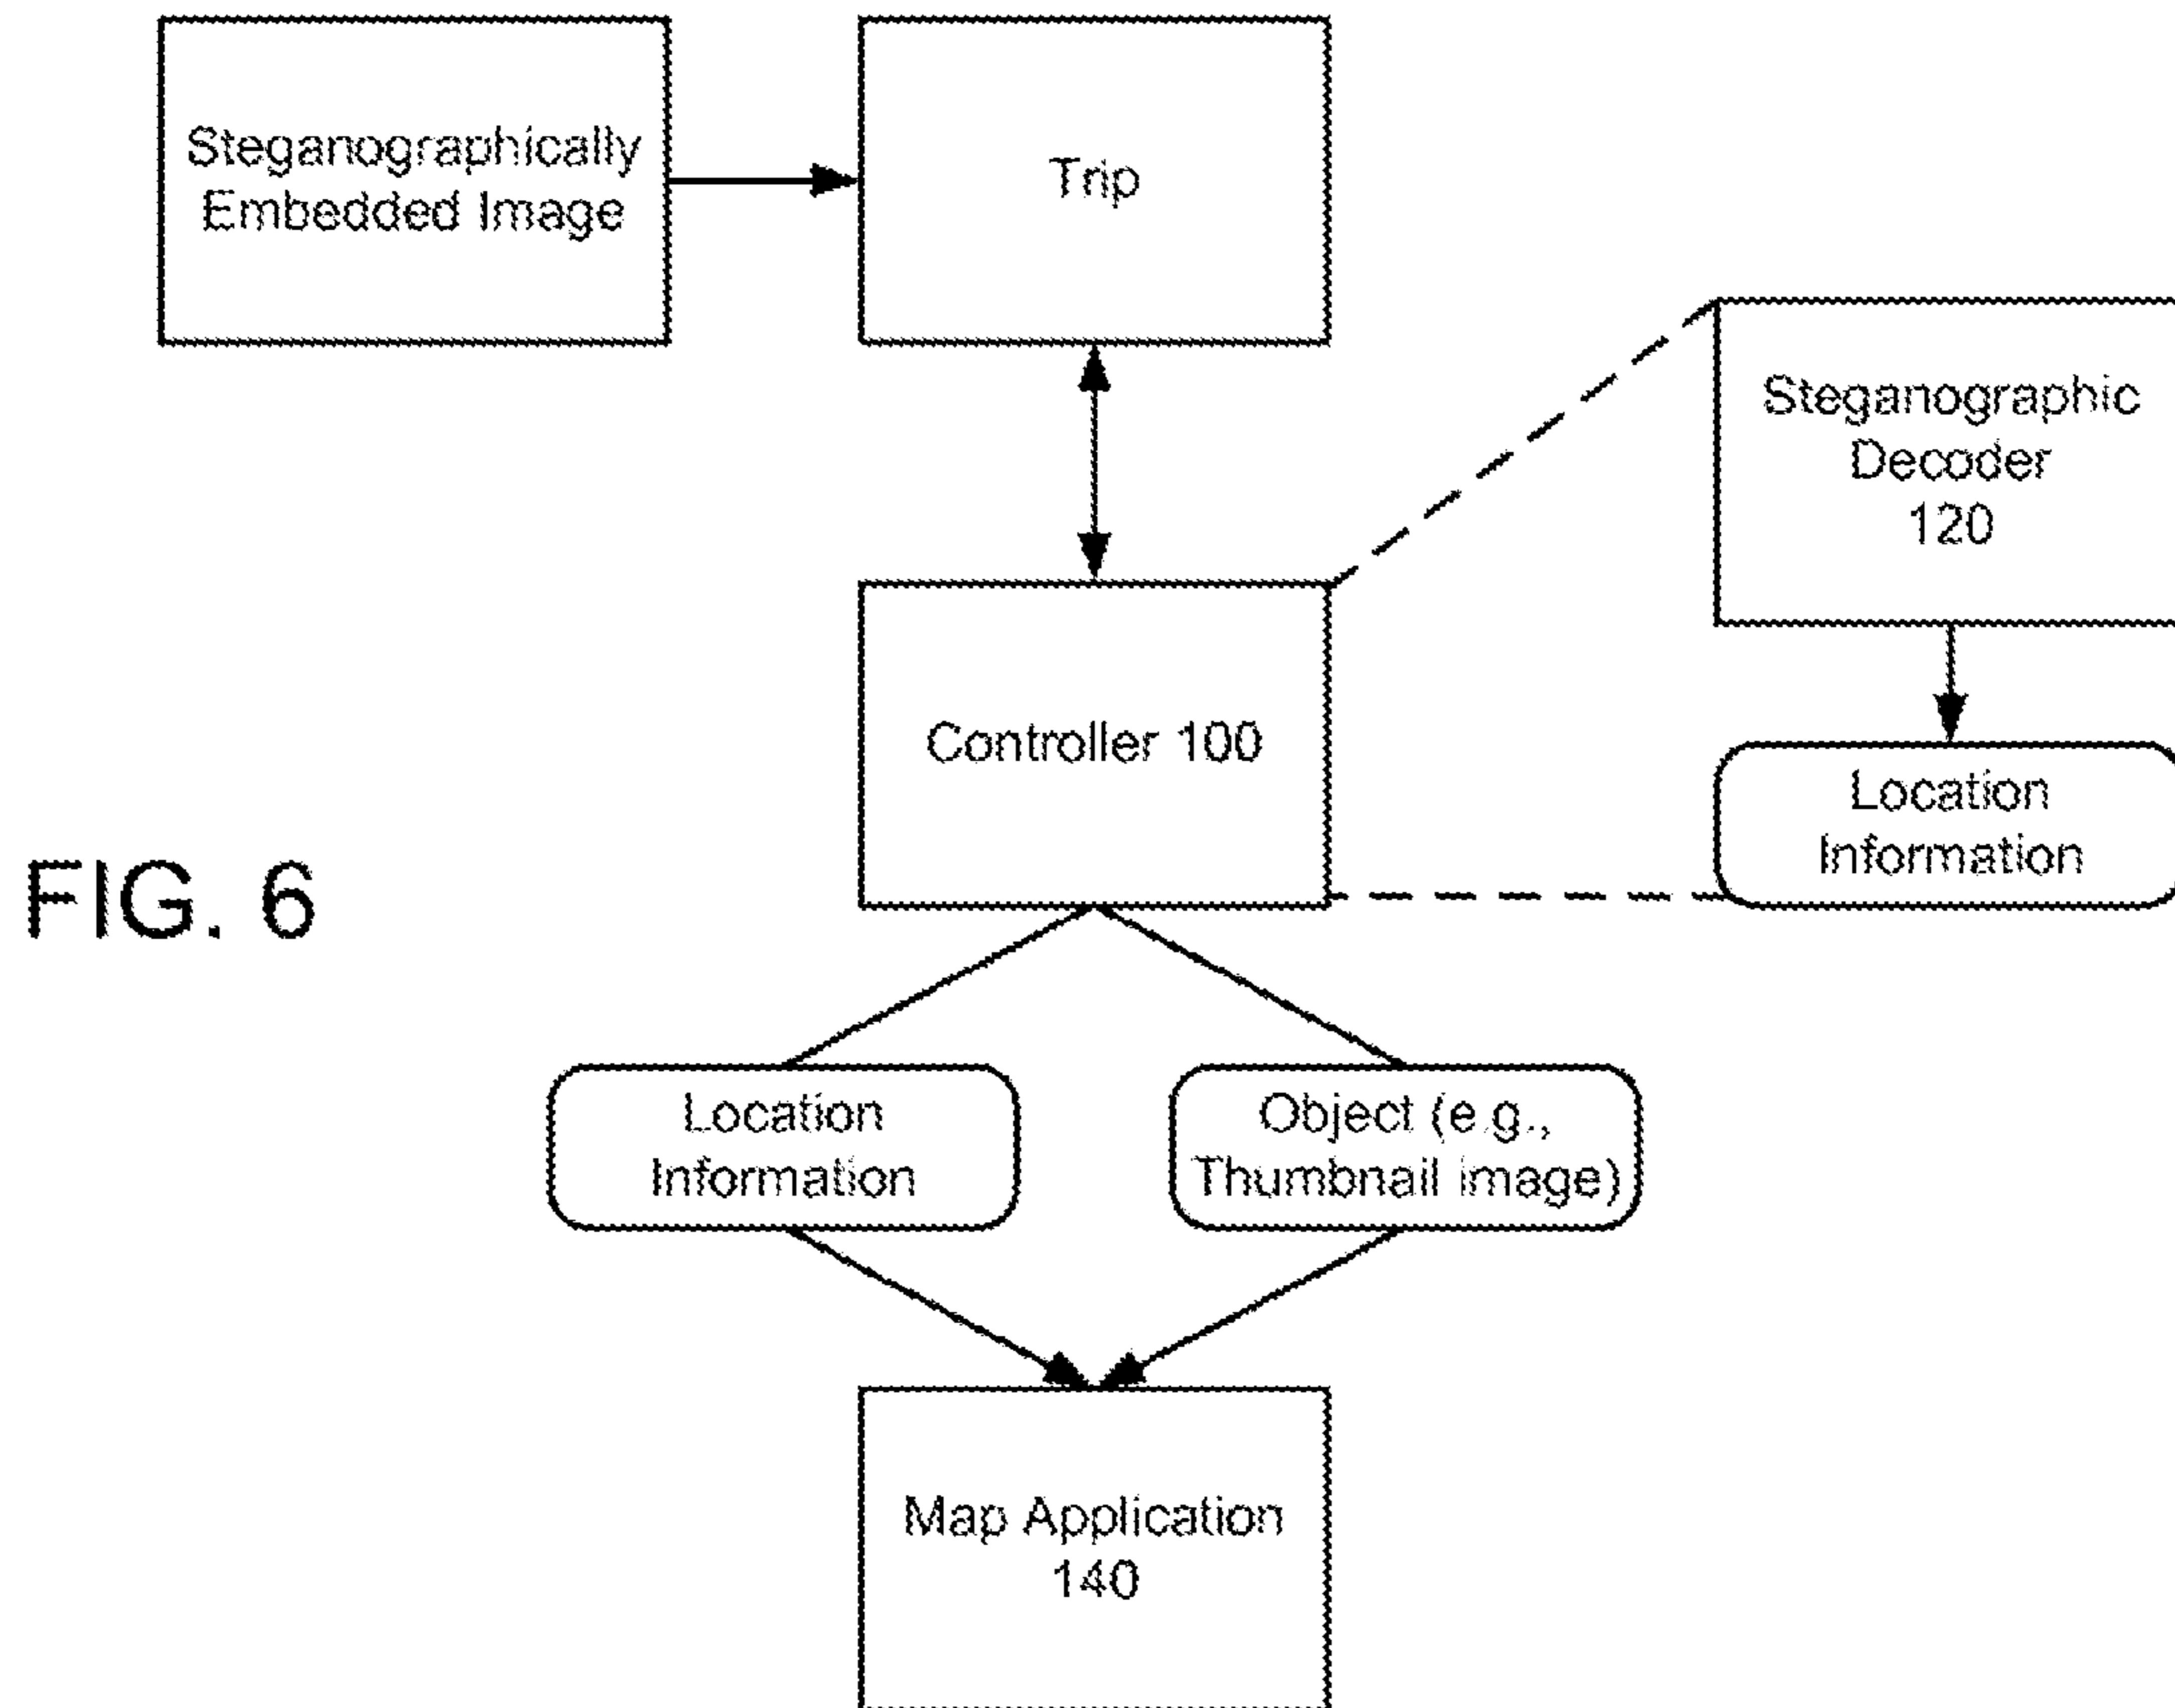 Steganographically
Embedded Image
Trip
Steganographic
Decoder
120
Controller 100
Location
Information
FIG. 6
Location
Information
Object (e.g.,
Thumbnail image)
Map Application
140